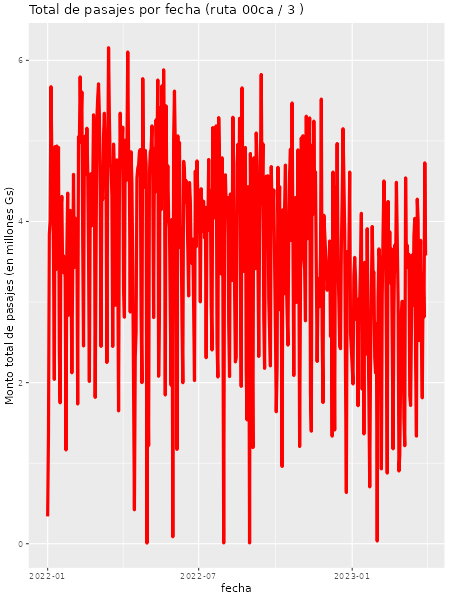 Total de pasajes por fecha (ruta 00ca / 3 )
Monto total de pasajes (en millones Gs)
6
4
2
0
2022-01
2022-07
2023-01
fecha